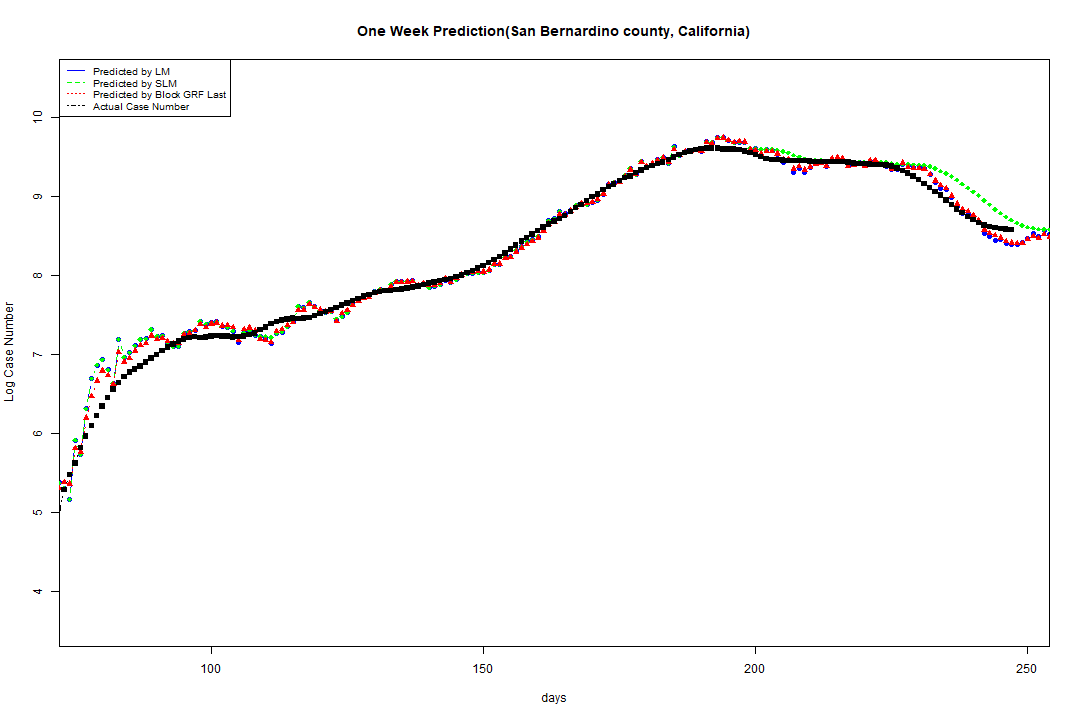 One Week Prediction(San Bernardino county, California)
Predicted by LM
Predicted by SLM
Predicted by Block GRF Last
Actual Case Number
Log Case Number
10
9
8
7
6
5
4
100
150
200
250
days